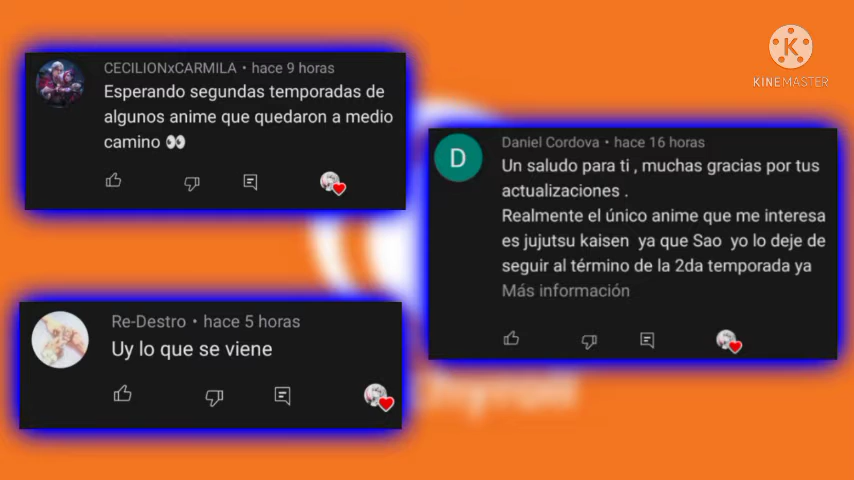 CECILIONxCARMILA • hace 9 horas
Esperando segundas temporadas de
algunos anime que quedaron a medio
camino 👀
Re-Destro • hace 5 horas
Uy lo que se viene
KINEMASTER
D
Daniel Cordova • hace 16 horas
Un saludo para ti , muchas gracias por tus
actualizaciones .
Realmente el único anime que me interesa
es jujutsu kaisen ya que Sao yo lo deje de
seguir al término de la 2da temporada ya
Más información